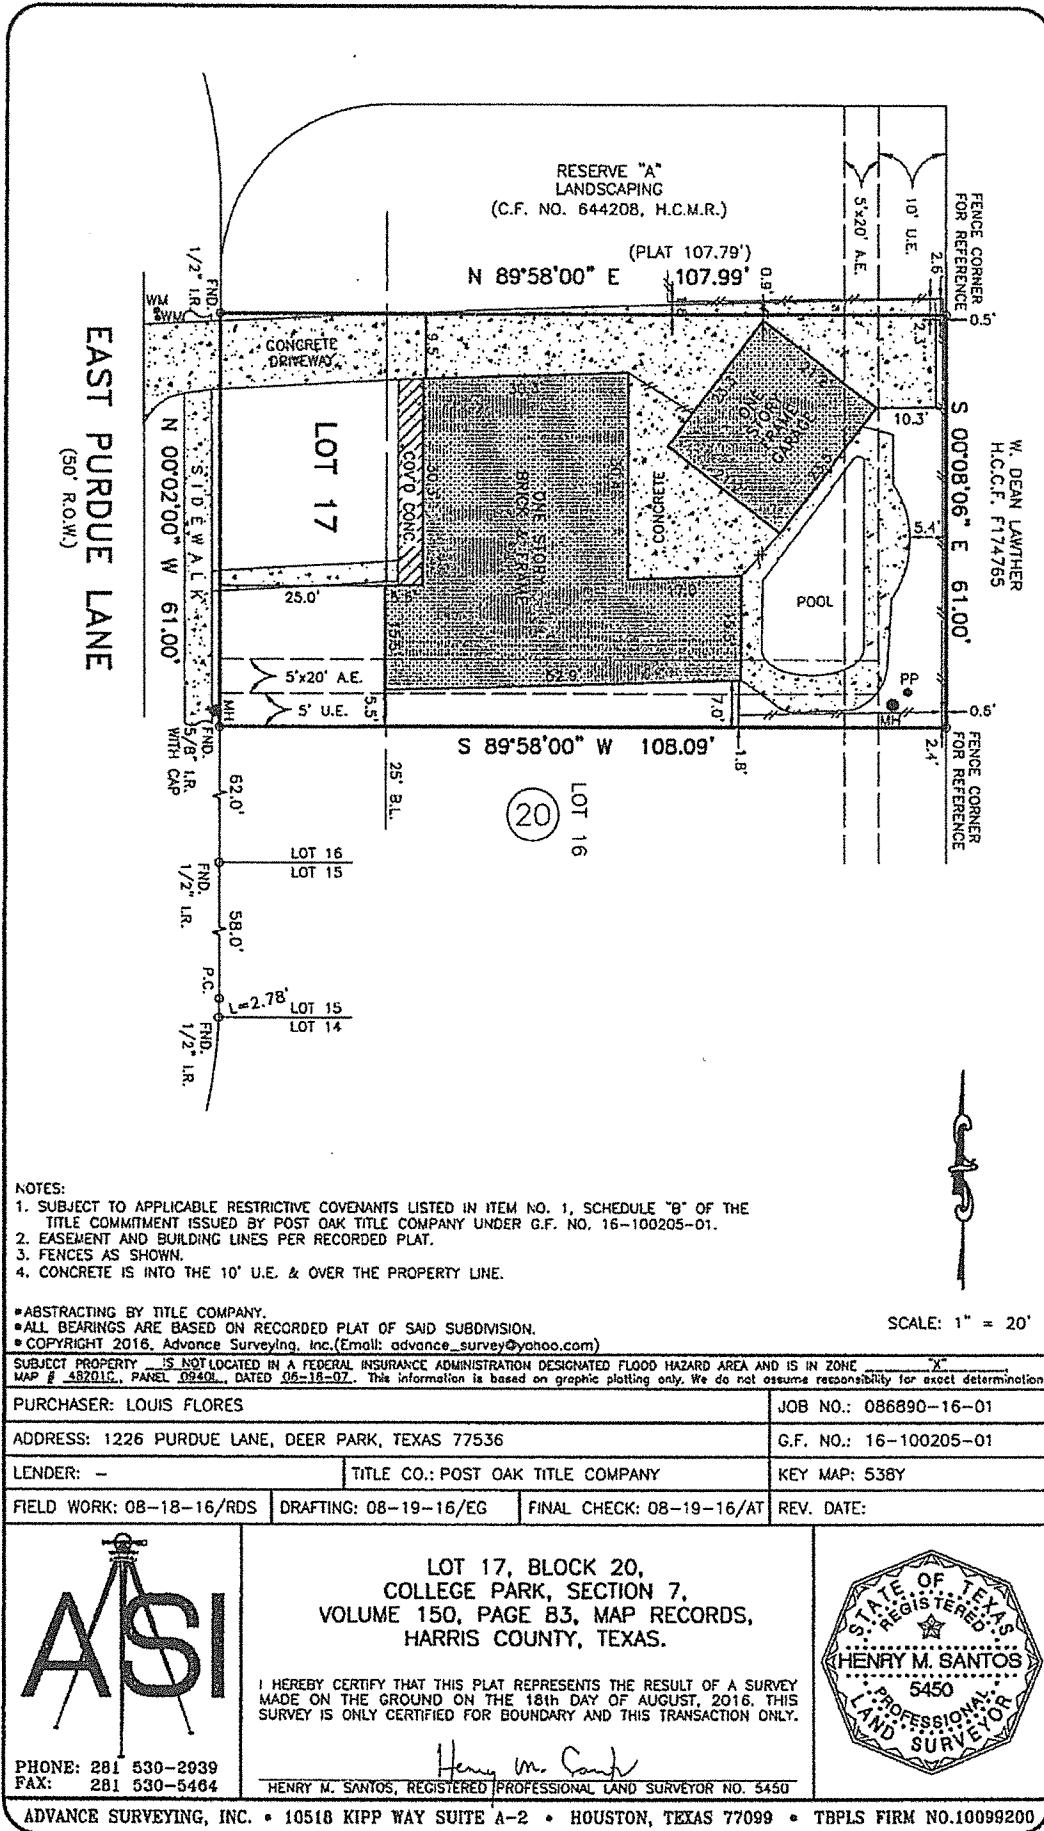 RESERVE "A"
LANDSCAPING
(C.F. NO. 644208, H.C.M.R.)
(PLAT 107.79')
N 89°58'00" E 107.99'
0.9'
5'x20' A.E.
10' U.E.
FENCE CORNER
FOR REFERENCE
2.6'
2.3'
0.5'
10.3'
S 00°08'06" E 61.00'
W. DEAN LAWTHER
H.C.C.F. F174765
FND.
1/2" I.R.
WM
WM
CONCRETE
DRIVEWAY
9.5'
ONE
STORY
FRAME
GARAGE
EAST PURDUE LANE
(50' R.O.W.)
N 00°02'00" W 61.00'
SIDEWALK
LOT 17
COV'D CONC.
ONE STORY
BRICK & FRAME
CONCRETE
5.4'
POOL
25.0'
5'x20' A.E.
5' U.E.
5.5'
52.9'
7.0'
PP
MH
0.6'
MH
FND.
5/8" I.R.
WITH CAP
S 89°58'00" W 108.09'
1.8'
2.4'
FENCE CORNER
FOR REFERENCE
62.0'
25' B.L.
20
LOT 16
LOT 16
LOT 15
FND.
1/2" I.R.
58.0'
P.C.
L=2.78'
LOT 15
LOT 14
FND.
1/2" I.R.
NOTES:
1. SUBJECT TO APPLICABLE RESTRICTIVE COVENANTS LISTED IN ITEM NO. 1, SCHEDULE "B" OF THE
TITLE COMMITMENT ISSUED BY POST OAK TITLE COMPANY UNDER G.F. NO. 16-100205-01.
2. EASEMENT AND BUILDING LINES PER RECORDED PLAT.
3. FENCES AS SHOWN.
4. CONCRETE IS INTO THE 10' U.E. & OVER THE PROPERTY LINE.
•ABSTRACTING BY TITLE COMPANY.
•ALL BEARINGS ARE BASED ON RECORDED PLAT OF SAID SUBDIVISION.
• COPYRIGHT 2016, Advance Surveying, Inc.(Email: advance_survey@yahoo.com)
SCALE: 1" = 20'
SUBJECT PROPERTY IS NOT LOCATED IN A FEDERAL INSURANCE ADMINISTRATION DESIGNATED FLOOD HAZARD AREA AND IS IN ZONE "X"
MAP # 48201C, PANEL 0940L, DATED 06-18-07. This information is based on graphic plotting only. We do not assume responsibility for exact determination
PURCHASER: LOUIS FLORES
JOB NO.: 086890-16-01
ADDRESS: 1226 PURDUE LANE, DEER PARK, TEXAS 77536
G.F. NO.: 16-100205-01
LENDER: -
TITLE CO.: POST OAK TITLE COMPANY
KEY MAP: 538Y
FIELD WORK: 08-18-16/RDS
DRAFTING: 08-19-16/EG
FINAL CHECK: 08-19-16/AT
REV. DATE:
ASI
PHONE: 281 530-2939
FAX: 281 530-5464
LOT 17, BLOCK 20,
COLLEGE PARK, SECTION 7,
VOLUME 150, PAGE 83, MAP RECORDS,
HARRIS COUNTY, TEXAS.
I HEREBY CERTIFY THAT THIS PLAT REPRESENTS THE RESULT OF A SURVEY
MADE ON THE GROUND ON THE 18th DAY OF AUGUST, 2016. THIS
SURVEY IS ONLY CERTIFIED FOR BOUNDARY AND THIS TRANSACTION ONLY.
Henry M. Santos
HENRY M. SANTOS, REGISTERED PROFESSIONAL LAND SURVEYOR NO. 5450
STATE OF TEXAS
REGISTERED
HENRY M. SANTOS
5450
PROFESSIONAL
LAND SURVEYOR
ADVANCE SURVEYING, INC. • 10518 KIPP WAY SUITE A-2 • HOUSTON, TEXAS 77099 • TBPLS FIRM NO.10099200